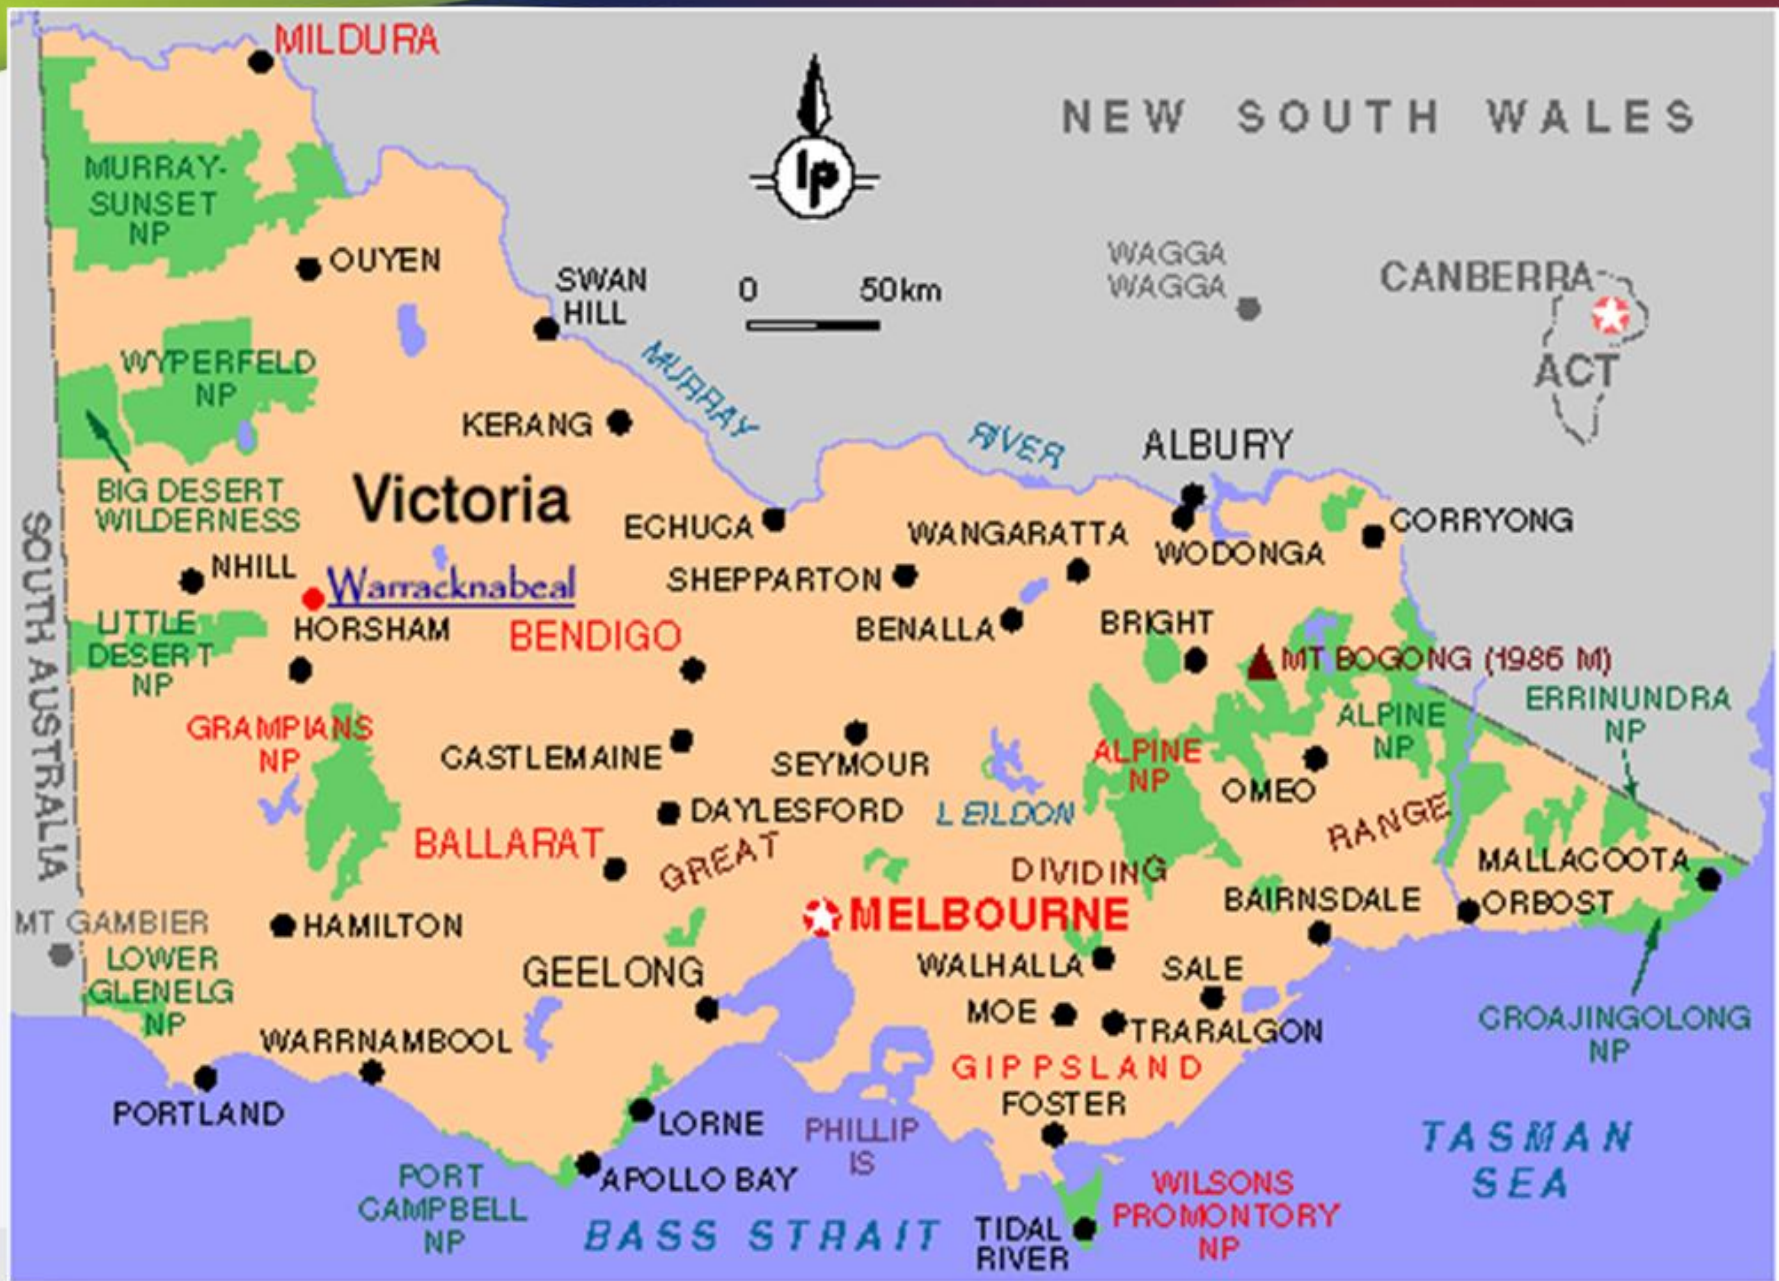 MILDURA
NEW SOUTH WALES
lp
MURRAY-
SUNSET
NP
OUYEN
SWAN
HILL
0 50km
WAGGA
WAGGA
CANBERRA
ACT
WYPERFELD
NP
MURRAY
RIVER
KERANG
ALBURY
BIG DESERT
WILDERNESS
Victoria
ECHUCA
WANGARATTA
WODONGA
CORRYONG
SOUTH AUSTRALIA
NHILL
Warracknabeal
SHEPPARTON
LITTLE
DESERT
NP
HORSHAM
BENDIGO
BENALLA
BRIGHT
MT BOGONG (1986 M)
ERRINUNDRA
NP
GRAMPIANS
NP
CASTLEMAINE
SEYMOUR
ALPINE
NP
ALPINE
NP
OMEO
DAYLESFORD
LEILDON
BALLARAT
GREAT
DIVIDING
RANGE
MALLACOOTA
MT GAMBIER
HAMILTON
MELBOURNE
BAIRNSDALE
ORBOST
LOWER
GLENELG
NP
GEELONG
WALHALLA
SALE
MOE
TRARALGON
CROAJINGOLONG
NP
WARRNAMBOOL
GIPPSLAND
FOSTER
PORTLAND
LORNE
PHILLIP
IS
TASMAN
SEA
PORT
CAMPBELL
NP
APOLLO BAY
BASS STRAIT
TIDAL
RIVER
WILSONS
PROMONTORY
NP